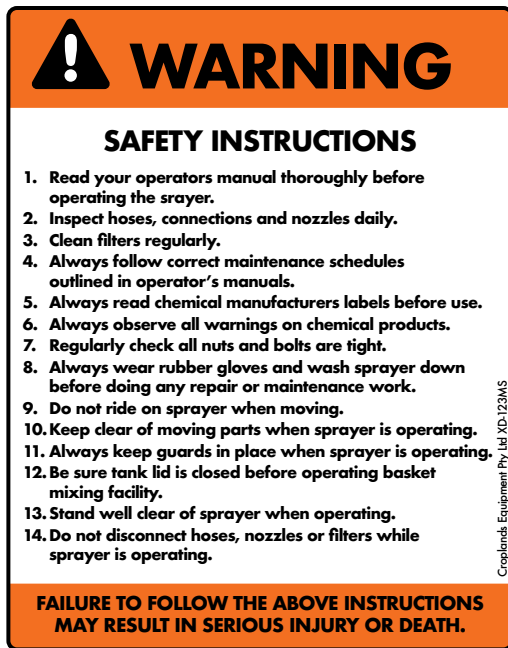 WARNING
SAFETY INSTRUCTIONS
1. Read your operators manual thoroughly before
operating the srayer.
2. Inspect hoses, connections and nozzles daily.
3. Clean filters regularly.
4. Always follow correct maintenance schedules
outlined in operator's manuals.
5. Always read chemical manufacturers labels before use.
6. Always observe all warnings on chemical products.
7. Regularly check all nuts and bolts are tight.
8. Always wear rubber gloves and wash sprayer down
before doing any repair or maintenance work.
9. Do not ride on sprayer when moving.
10. Keep clear of moving parts when sprayer is operating.
11. Always keep guards in place when sprayer is operating.
12. Be sure tank lid is closed before operating basket
mixing facility.
13. Stand well clear of sprayer when operating.
14. Do not disconnect hoses, nozzles or filters while
sprayer is operating.
Croplands Equipment Pty Ltd XD-123MS
FAILURE TO FOLLOW THE ABOVE INSTRUCTIONS
MAY RESULT IN SERIOUS INJURY OR DEATH.